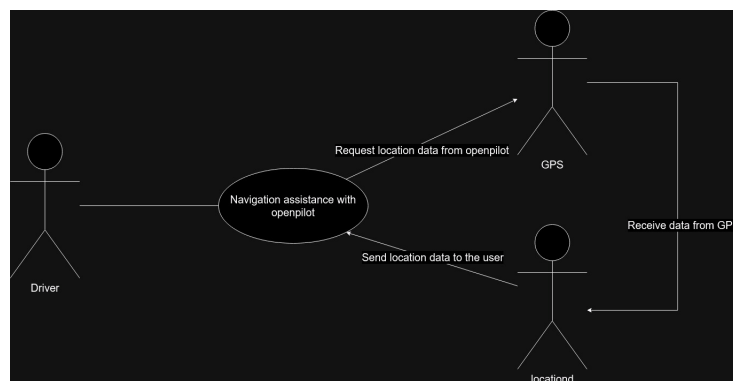 Request location data from openpilot
GPS
Navigation assistance with
openpilot
Receive data from GP
Send location data to the user
Driver
locationd